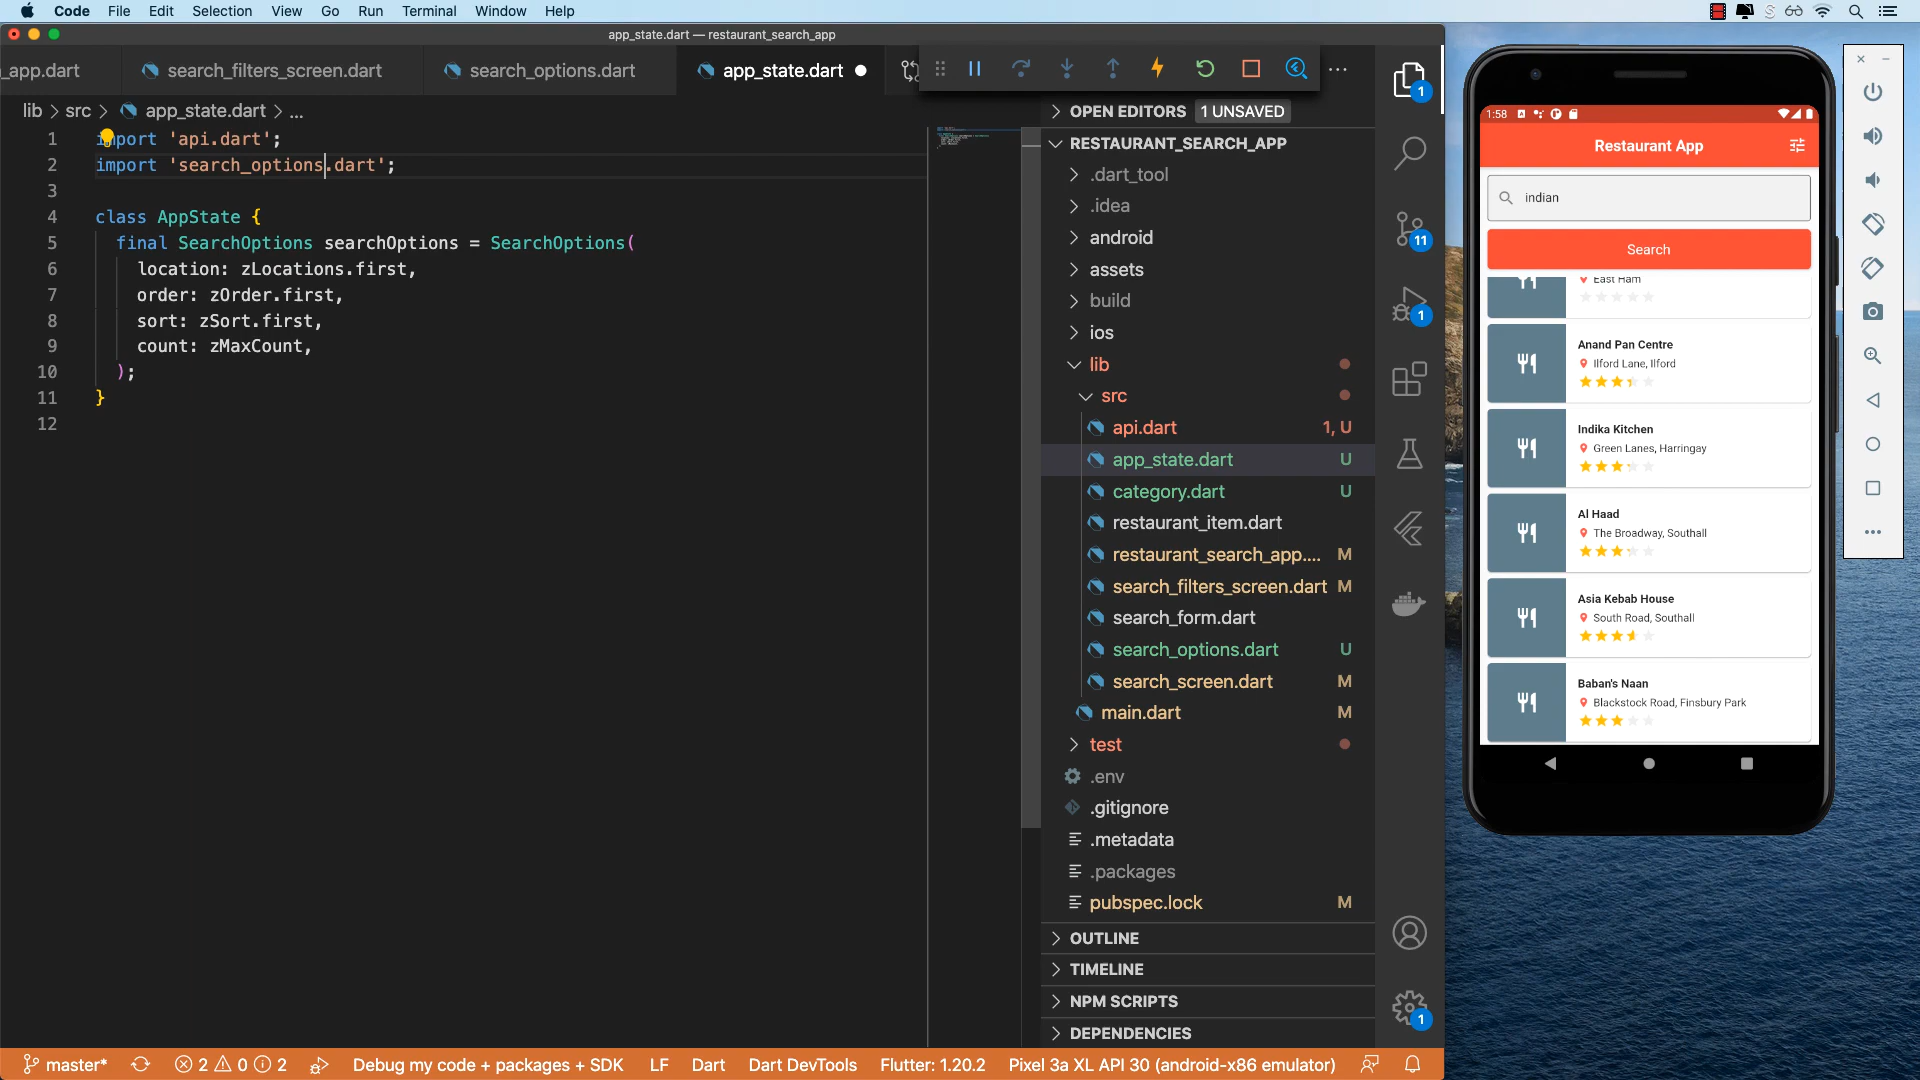 Code File Edit Selection View Go Run Terminal Window Help
app_state.dart — restaurant_search_app
_app.dart search_filters_screen.dart search_options.dart app_state.dart
lib > src > app_state.dart > ...
1 import 'api.dart';
2 import 'search_options.dart';
3
4 class AppState {
5 final SearchOptions searchOptions = SearchOptions(
6 location: zLocations.first,
7 order: zOrder.first,
8 sort: zSort.first,
9 count: zMaxCount,
10 );
11 }
12
OPEN EDITORS 1 UNSAVED
RESTAURANT_SEARCH_APP
.dart_tool
.idea
android
assets
build
ios
lib
src
api.dart 1, U
app_state.dart U
category.dart U
restaurant_item.dart
restaurant_search_app.... M
search_filters_screen.dart M
search_form.dart
search_options.dart U
search_screen.dart M
main.dart M
test
.env
.gitignore
.metadata
.packages
pubspec.lock M
OUTLINE
TIMELINE
NPM SCRIPTS
DEPENDENCIES
1
11
1
1
master* 2 0 2 Debug my code + packages + SDK LF Dart Dart DevTools Flutter: 1.20.2 Pixel 3a XL API 30 (android-x86 emulator)
1:58
Restaurant App
indian
Search
East Ham
Anand Pan Centre
Ilford Lane, Ilford
Indika Kitchen
Green Lanes, Harringay
Al Haad
The Broadway, Southall
Asia Kebab House
South Road, Southall
Baban's Naan
Blackstock Road, Finsbury Park